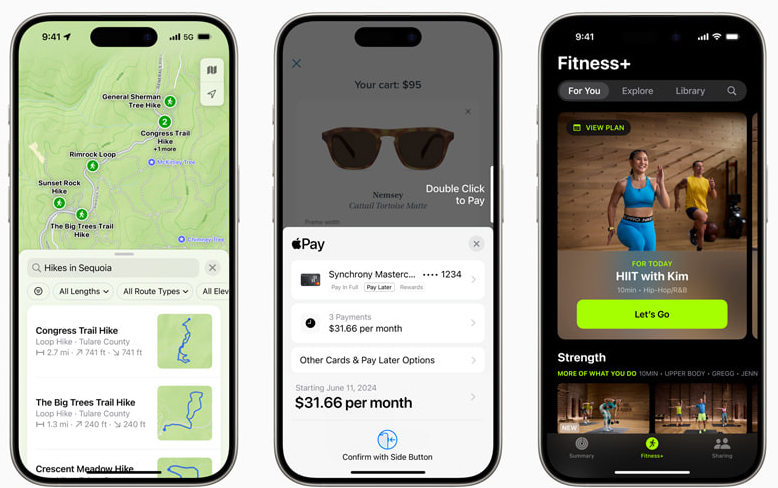 9:41
5G
General Sherman
Tree Hike
2
Congress Trail
Hike
+1 more
McKinley Tree
Rimrock Loop
Sunset Rock
Hike
The Big Trees Trail
Hike
Chimney Tree
Hikes in Sequoia
All Lengths
All Route Types
All Elev
Congress Trail Hike
Loop Hike · Tulare County
2.7 mi · 741 ft · 741 ft
The Big Trees Trail Hike
Loop Hike · Tulare County
1.3 mi · 240 ft · 240 ft
Crescent Meadow Hike
Your cart: $95
Nemsey
Cattail Tortoise Matte
Frame width:
Double Click
to Pay
Pay
Synchrony Masterc... •••• 1234
Pay In Full Pay Later Rewards
3 Payments
$31.66 per month
Other Cards & Pay Later Options
Starting June 11, 2024
$31.66 per month
Confirm with Side Button
9:41
Fitness+
For You Explore Library
VIEW PLAN
FOR TODAY
HIIT with Kim
10min • Hip-Hop/R&B
Let's Go
Strength
MORE OF WHAT YOU DO 10MIN • UPPER BODY • GREGG • JENN
NEW
Summary
Fitness+
Sharing